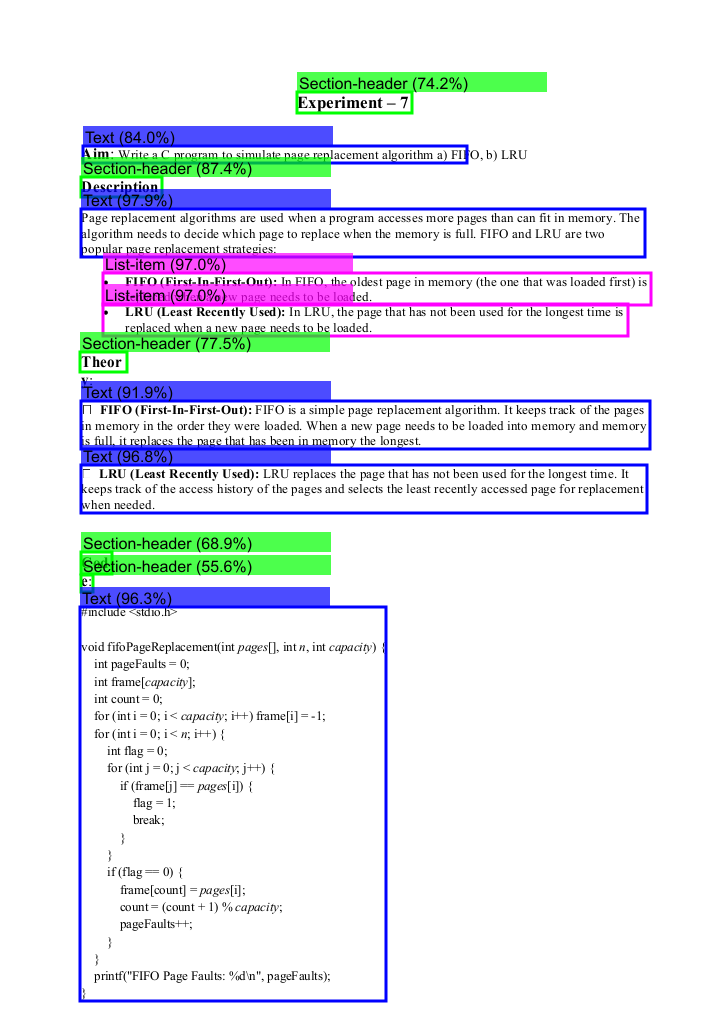 Section-header (74.2%)
Experiment – 7
Text (84.0%)
Aim: Write a C program to simulate page replacement algorithm a) FIFO, b) LRU
Section-header (87.4%)
Description
Text (97.9%)
Page replacement algorithms are used when a program accesses more pages than can fit in memory. The
algorithm needs to decide which page to replace when the memory is full. FIFO and LRU are two
popular page replacement strategies:
List-item (97.0%)
• FIFO (First-In-First-Out): In FIFO, the oldest page in memory (the one that was loaded first) is
List-item (97.0%)
new page needs to be loaded.
• LRU (Least Recently Used): In LRU, the page that has not been used for the longest time is
replaced when a new page needs to be loaded.
Section-header (77.5%)
Theor
y:
Text (91.9%)
FIFO (First-In-First-Out): FIFO is a simple page replacement algorithm. It keeps track of the pages
in memory in the order they were loaded. When a new page needs to be loaded into memory and memory
is full, it replaces the page that has been in memory the longest.
Text (96.8%)
LRU (Least Recently Used): LRU replaces the page that has not been used for the longest time. It
keeps track of the access history of the pages and selects the least recently accessed page for replacement
when needed.
Section-header (68.9%)
Section-header (55.6%)
e:
Text (96.3%)
#include <stdio.h>
void fifoPageReplacement(int pages[], int n, int capacity) {
int pageFaults = 0;
int frame[capacity];
int count = 0;
for (int i = 0; i < capacity; i++) frame[i] = -1;
for (int i = 0; i < n; i++) {
int flag = 0;
for (int j = 0; j < capacity; j++) {
if (frame[j] == pages[i]) {
flag = 1;
break;
}
}
if (flag == 0) {
frame[count] = pages[i];
count = (count + 1) % capacity;
pageFaults++;
}
}
printf("FIFO Page Faults: %d\n", pageFaults);
}